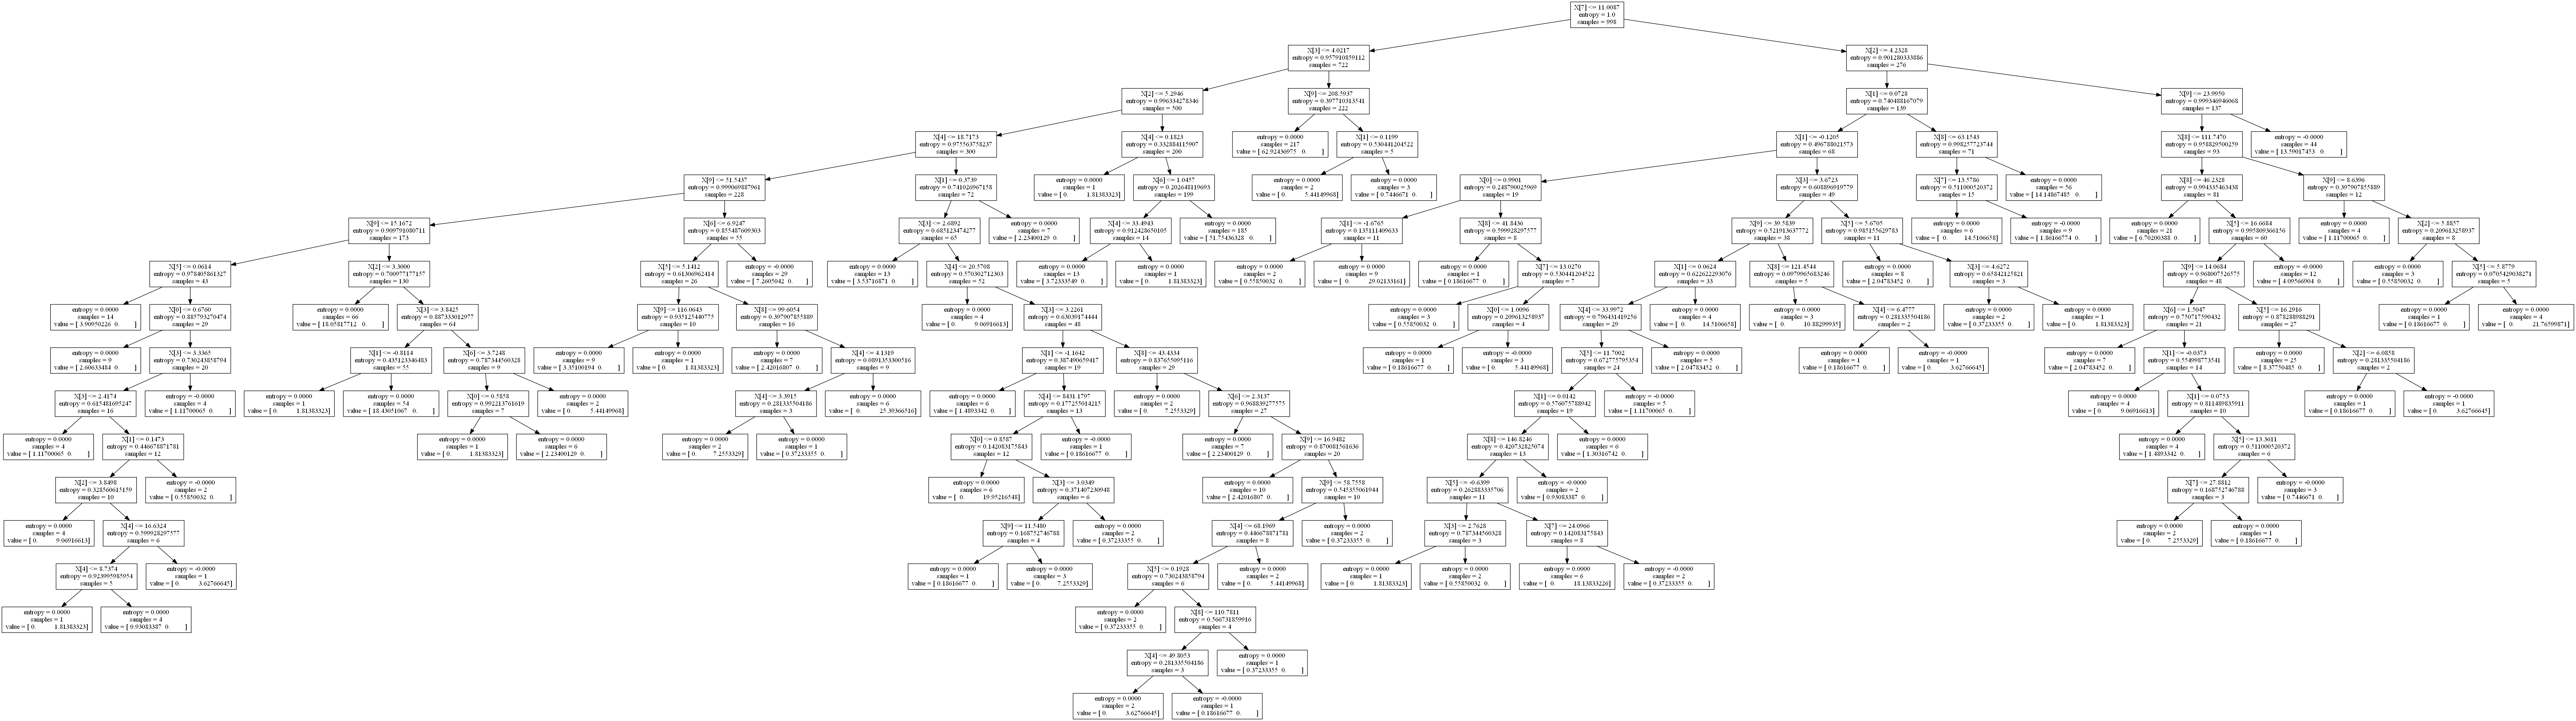 X[7] <= 11.0087
entropy = 1.0
samples = 998
X[3] <= 4.0217
entropy = 0.957910859112
samples = 722
X[2] <= 4.2328
entropy = 0.901280333886
samples = 276
X[2] <= 5.2946
entropy = 0.996334278346
samples = 500
X[9] <= 208.5937
entropy = 0.397710313541
samples = 222
X[1] <= 0.0728
entropy = 0.740488167079
samples = 139
X[9] <= 23.9950
entropy = 0.999346946068
samples = 137
X[4] <= 18.7173
entropy = 0.975563758237
samples = 300
X[4] <= 0.1823
entropy = 0.332884115907
samples = 200
entropy = 0.0000
samples = 217
value = [ 62.92436975 0. ]
X[1] <= 0.1199
entropy = 0.530441204522
samples = 5
X[1] <= -0.1205
entropy = 0.496788021573
samples = 68
X[8] <= 63.1543
entropy = 0.998257723744
samples = 71
X[8] <= 111.7470
entropy = 0.958829500259
samples = 93
entropy = -0.0000
samples = 44
value = [ 13.59017453 0. ]
X[9] <= 51.5437
entropy = 0.999069887961
samples = 228
X[1] <= 0.3739
entropy = 0.741026967158
samples = 72
entropy = 0.0000
samples = 1
value = [ 0. 1.81383323]
X[6] <= 1.0457
entropy = 0.202648119693
samples = 199
entropy = 0.0000
samples = 2
value = [ 0. 5.44149968]
entropy = 0.0000
samples = 3
value = [ 0.7446671 0. ]
X[0] <= 0.9901
entropy = 0.248790025969
samples = 19
X[3] <= 3.6723
entropy = 0.608896919779
samples = 49
X[7] <= 13.5786
entropy = 0.511000520372
samples = 15
entropy = 0.0000
samples = 56
value = [ 14.14867485 0. ]
X[8] <= 46.2328
entropy = 0.994335463438
samples = 81
X[9] <= 8.6396
entropy = 0.397907855889
samples = 12
X[9] <= 15.1672
entropy = 0.909791080711
samples = 173
X[6] <= 6.9247
entropy = 0.855487609303
samples = 55
X[3] <= 2.6892
entropy = 0.685123474277
samples = 65
entropy = 0.0000
samples = 7
value = [ 2.23400129 0. ]
X[4] <= 33.4943
entropy = 0.912428650105
samples = 14
entropy = 0.0000
samples = 185
value = [ 51.75436328 0. ]
X[1] <= -1.6765
entropy = 0.135111409633
samples = 11
X[8] <= 41.8436
entropy = 0.599928297577
samples = 8
X[9] <= 39.5839
entropy = 0.521913637772
samples = 38
X[5] <= 5.6705
entropy = 0.985155629783
samples = 11
entropy = 0.0000
samples = 6
value = [ 0. 14.5106658]
entropy = -0.0000
samples = 9
value = [ 1.86166774 0. ]
entropy = 0.0000
samples = 21
value = [ 6.70200388 0. ]
X[5] <= 16.6684
entropy = 0.995809366156
samples = 60
entropy = 0.0000
samples = 4
value = [ 1.11700065 0. ]
X[2] <= 5.8857
entropy = 0.209613258937
samples = 8
X[5] <= 0.0614
entropy = 0.978405861327
samples = 43
X[2] <= 3.3000
entropy = 0.700977177157
samples = 130
X[5] <= 5.1412
entropy = 0.61306962414
samples = 26
entropy = -0.0000
samples = 29
value = [ 7.2605042 0. ]
entropy = 0.0000
samples = 13
value = [ 3.53716871 0. ]
X[4] <= 20.5708
entropy = 0.570302712303
samples = 52
entropy = 0.0000
samples = 13
value = [ 3.72333549 0. ]
entropy = 0.0000
samples = 1
value = [ 0. 1.81383323]
entropy = 0.0000
samples = 2
value = [ 0.55850032 0. ]
entropy = 0.0000
samples = 9
value = [ 0. 29.02133161]
entropy = 0.0000
samples = 1
value = [ 0.18616677 0. ]
X[7] <= 13.0270
entropy = 0.530441204522
samples = 7
X[1] <= 0.0624
entropy = 0.622622293076
samples = 33
X[8] <= 121.4544
entropy = 0.0979965083246
samples = 5
entropy = 0.0000
samples = 8
value = [ 2.04783452 0. ]
X[3] <= 4.6272
entropy = 0.65842125821
samples = 3
X[9] <= 14.0684
entropy = 0.968007526575
samples = 48
entropy = -0.0000
samples = 12
value = [ 4.09566904 0. ]
entropy = 0.0000
samples = 3
value = [ 0.55850032 0. ]
X[5] <= 5.8779
entropy = 0.0705429038271
samples = 5
entropy = 0.0000
samples = 14
value = [ 3.90950226 0. ]
X[0] <= 0.6760
entropy = 0.885793270474
samples = 29
entropy = 0.0000
samples = 66
value = [ 18.05817712 0. ]
X[3] <= 3.8425
entropy = 0.887333012977
samples = 64
X[9] <= 116.0643
entropy = 0.935125440775
samples = 10
X[8] <= 99.6054
entropy = 0.397907855889
samples = 16
entropy = 0.0000
samples = 4
value = [ 0. 9.06916613]
X[3] <= 3.2261
entropy = 0.63039174444
samples = 48
entropy = 0.0000
samples = 3
value = [ 0.55850032 0. ]
X[0] <= 1.0096
entropy = 0.209613258937
samples = 4
X[4] <= 33.9972
entropy = 0.796431419256
samples = 29
entropy = -0.0000
samples = 4
value = [ 0. 14.5106658]
entropy = 0.0000
samples = 3
value = [ 0. 10.88299935]
X[4] <= 6.4777
entropy = 0.281335504186
samples = 2
entropy = 0.0000
samples = 2
value = [ 0.37233355 0. ]
entropy = 0.0000
samples = 1
value = [ 0. 1.81383323]
X[6] <= 1.5047
entropy = 0.750717590432
samples = 21
X[5] <= 16.2916
entropy = 0.878288988291
samples = 27
entropy = 0.0000
samples = 1
value = [ 0.18616677 0. ]
entropy = 0.0000
samples = 4
value = [ 0. 21.76599871]
entropy = 0.0000
samples = 9
value = [ 2.60633484 0. ]
X[3] <= 3.3365
entropy = 0.730243858794
samples = 20
X[1] <= -0.8114
entropy = 0.435123346483
samples = 55
X[6] <= 3.7248
entropy = 0.787344560328
samples = 9
entropy = 0.0000
samples = 9
value = [ 3.35100194 0. ]
entropy = 0.0000
samples = 1
value = [ 0. 1.81383323]
entropy = 0.0000
samples = 7
value = [ 2.42016807 0. ]
X[4] <= 4.1319
entropy = 0.0891353300516
samples = 9
X[1] <= -1.1642
entropy = 0.387490659417
samples = 19
X[8] <= 43.4334
entropy = 0.837655095116
samples = 29
entropy = 0.0000
samples = 1
value = [ 0.18616677 0. ]
entropy = -0.0000
samples = 3
value = [ 0. 5.44149968]
X[5] <= 11.7002
entropy = 0.672775795354
samples = 24
entropy = 0.0000
samples = 5
value = [ 2.04783452 0. ]
entropy = 0.0000
samples = 1
value = [ 0.18616677 0. ]
entropy = -0.0000
samples = 1
value = [ 0. 3.62766645]
entropy = 0.0000
samples = 7
value = [ 2.04783452 0. ]
X[1] <= -0.0373
entropy = 0.554998773541
samples = 14
entropy = 0.0000
samples = 25
value = [ 8.37750485 0. ]
X[2] <= 6.0858
entropy = 0.281335504186
samples = 2
X[3] <= 2.4174
entropy = 0.615481695247
samples = 16
entropy = -0.0000
samples = 4
value = [ 1.11700065 0. ]
entropy = 0.0000
samples = 1
value = [ 0. 1.81383323]
entropy = 0.0000
samples = 54
value = [ 18.43051067 0. ]
X[0] <= 0.5858
entropy = 0.992213761619
samples = 7
entropy = 0.0000
samples = 2
value = [ 0. 5.44149968]
X[4] <= 3.3915
entropy = 0.281335504186
samples = 3
entropy = 0.0000
samples = 6
value = [ 0. 25.39366516]
entropy = 0.0000
samples = 6
value = [ 1.4893342 0. ]
X[4] <= 8431.1797
entropy = 0.177225014215
samples = 13
entropy = 0.0000
samples = 2
value = [ 0. 7.2553329]
X[6] <= 2.3137
entropy = 0.968839277575
samples = 27
X[1] <= 0.0142
entropy = 0.576075788942
samples = 19
entropy = -0.0000
samples = 5
value = [ 1.11700065 0. ]
entropy = 0.0000
samples = 4
value = [ 0. 9.06916613]
X[1] <= 0.0753
entropy = 0.811489835911
samples = 10
entropy = 0.0000
samples = 1
value = [ 0.18616677 0. ]
entropy = -0.0000
samples = 1
value = [ 0. 3.62766645]
entropy = 0.0000
samples = 4
value = [ 1.11700065 0. ]
X[1] <= 0.1473
entropy = 0.446678871781
samples = 12
entropy = 0.0000
samples = 1
value = [ 0. 1.81383323]
entropy = 0.0000
samples = 6
value = [ 2.23400129 0. ]
entropy = 0.0000
samples = 2
value = [ 0. 7.2553329]
entropy = 0.0000
samples = 1
value = [ 0.37233355 0. ]
X[0] <= 0.8587
entropy = 0.142083175843
samples = 12
entropy = -0.0000
samples = 1
value = [ 0.18616677 0. ]
entropy = 0.0000
samples = 7
value = [ 2.23400129 0. ]
X[9] <= 16.9482
entropy = 0.870081561636
samples = 20
X[8] <= 146.8246
entropy = 0.420732825074
samples = 13
entropy = 0.0000
samples = 6
value = [ 1.30316742 0. ]
entropy = 0.0000
samples = 4
value = [ 1.4893342 0. ]
X[5] <= 13.3611
entropy = 0.511000520372
samples = 6
X[2] <= 3.8498
entropy = 0.328560615159
samples = 10
entropy = -0.0000
samples = 2
value = [ 0.55850032 0. ]
entropy = 0.0000
samples = 6
value = [ 0. 19.95216548]
X[3] <= 3.0349
entropy = 0.371407230948
samples = 6
entropy = 0.0000
samples = 10
value = [ 2.42016807 0. ]
X[9] <= 58.7558
entropy = 0.545355061944
samples = 10
X[5] <= -0.6399
entropy = 0.262883335706
samples = 11
entropy = -0.0000
samples = 2
value = [ 0.93083387 0. ]
X[7] <= 27.8812
entropy = 0.168752746788
samples = 3
entropy = -0.0000
samples = 3
value = [ 0.7446671 0. ]
entropy = 0.0000
samples = 4
value = [ 0. 9.06916613]
X[4] <= 16.6324
entropy = 0.599928297577
samples = 6
X[9] <= 11.5480
entropy = 0.168752746788
samples = 4
entropy = 0.0000
samples = 2
value = [ 0.37233355 0. ]
X[4] <= 68.1969
entropy = 0.446678871781
samples = 8
entropy = 0.0000
samples = 2
value = [ 0.37233355 0. ]
X[3] <= 2.7628
entropy = 0.787344560328
samples = 3
X[7] <= 24.0966
entropy = 0.142083175843
samples = 8
entropy = 0.0000
samples = 2
value = [ 0. 7.2553329]
entropy = 0.0000
samples = 1
value = [ 0.18616677 0. ]
X[4] <= 8.7374
entropy = 0.923995985954
samples = 5
entropy = -0.0000
samples = 1
value = [ 0. 3.62766645]
entropy = 0.0000
samples = 1
value = [ 0.18616677 0. ]
entropy = 0.0000
samples = 3
value = [ 0. 7.2553329]
X[5] <= 0.1928
entropy = 0.730243858794
samples = 6
entropy = 0.0000
samples = 2
value = [ 0. 5.44149968]
entropy = 0.0000
samples = 1
value = [ 0. 1.81383323]
entropy = 0.0000
samples = 2
value = [ 0.55850032 0. ]
entropy = 0.0000
samples = 6
value = [ 0. 18.13833226]
entropy = -0.0000
samples = 2
value = [ 0.37233355 0. ]
entropy = 0.0000
samples = 1
value = [ 0. 1.81383323]
entropy = 0.0000
samples = 4
value = [ 0.93083387 0. ]
entropy = 0.0000
samples = 2
value = [ 0.37233355 0. ]
X[8] <= 110.7811
entropy = 0.566731859916
samples = 4
X[4] <= 49.8053
entropy = 0.281335504186
samples = 3
entropy = 0.0000
samples = 1
value = [ 0.37233355 0. ]
entropy = 0.0000
samples = 2
value = [ 0. 3.62766645]
entropy = -0.0000
samples = 1
value = [ 0.18616677 0. ]